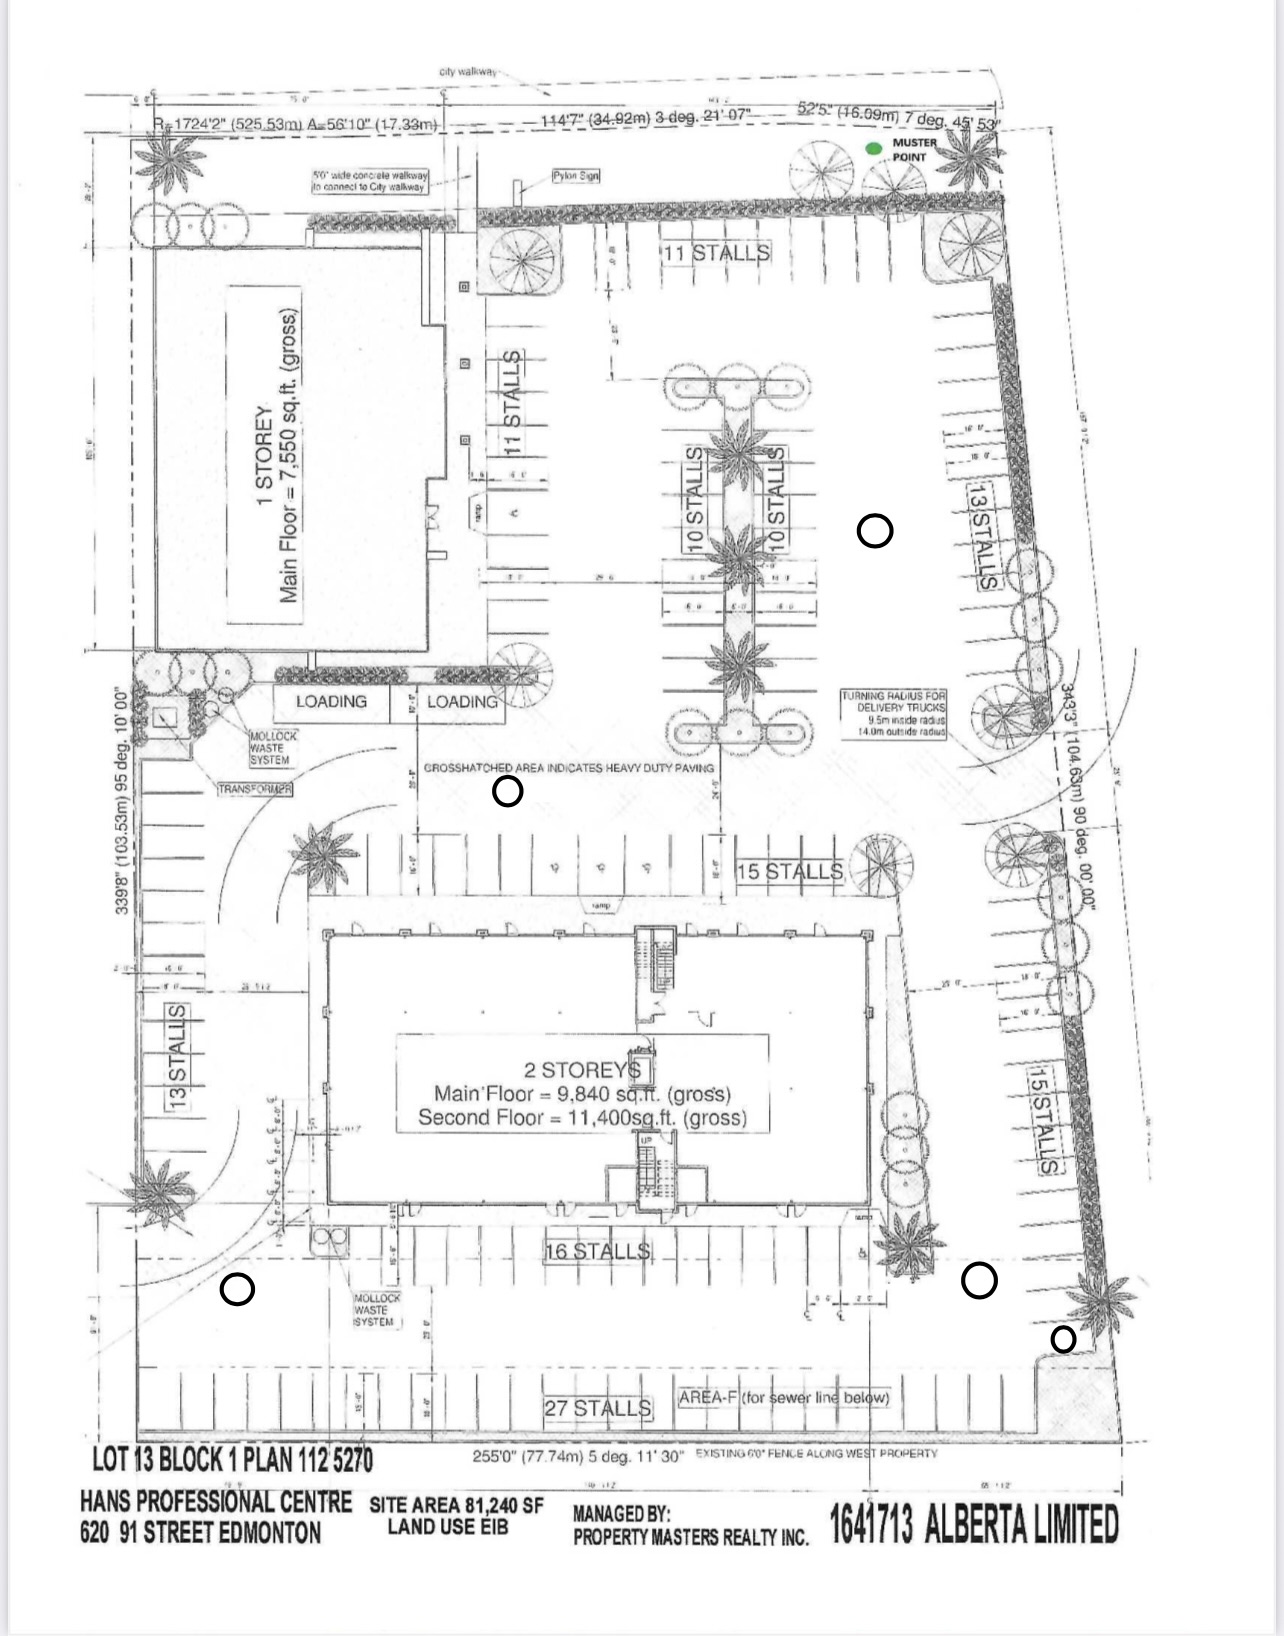 city walkway
R=1724'2" (525.53m) A=56'10" (17.33m)
114'7" (34.92m) 3 deg. 21' 07"
52'5" (16.09m) 7 deg. 45' 53"
MUSTER
POINT
5'0" wide concrete walkway
to connect to City walkway
Pylon Sign
11 STALLS
1 STOREY
Main Floor = 7,550 sq.ft. (gross)
11 STALLS
10 STALLS
10 STALLS
13 STALLS
ramp
LOADING
LOADING
TURNING RADIUS FOR
DELIVERY TRUCKS
9.5m inside radius
14.0m outside radius
MOLLOCK
WASTE
SYSTEM
TRANSFORMER
CROSSHATCHED AREA INDICATES HEAVY DUTY PAVING
339'8" (103.53m) 95 deg. 10' 00"
343'3" (104.63m) 90 deg. 00' 00"
15 STALLS
ramp
13 STALLS
2 STOREYS
Main Floor = 9,840 sq.ft. (gross)
Second Floor = 11,400sq.ft. (gross)
UP
15 STALLS
ramp
16 STALLS
MOLLOCK
WASTE
SYSTEM
27 STALLS
AREA-F (for sewer line below)
255'0" (77.74m) 5 deg. 11' 30"
EXISTING 6'0" FENCE ALONG WEST PROPERTY
LOT 13 BLOCK 1 PLAN 112 5270
HANS PROFESSIONAL CENTRE
620 91 STREET EDMONTON
SITE AREA 81,240 SF
LAND USE EIB
MANAGED BY:
PROPERTY MASTERS REALTY INC.
1641713 ALBERTA LIMITED